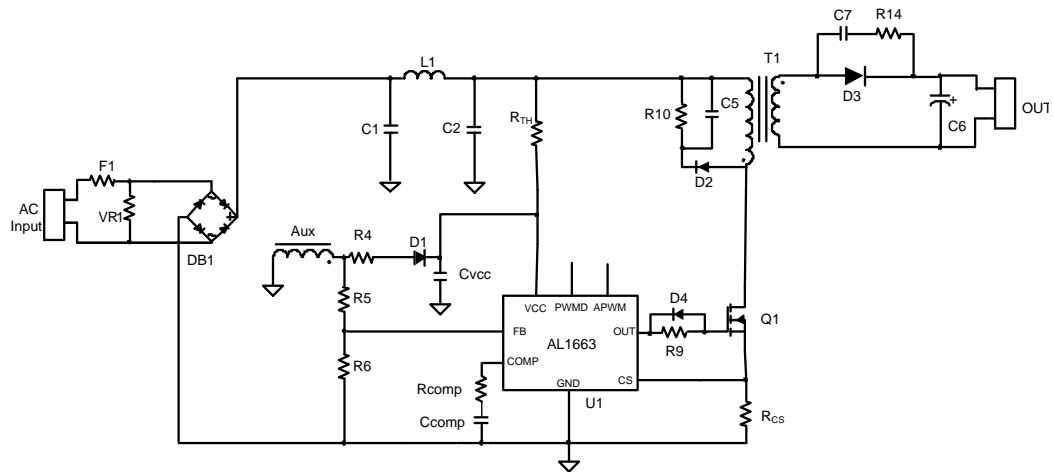 C7
R14
T1
L1
D3
OUT
C6
+
R10
C5
RTH
C1
C2
D2
F1
AC
Input
VR1
+
DB1
Aux
R4
D1
Cvcc
R5
VCC
PWMD
APWM
D4
Q1
FB
OUT
AL1663
R9
R6
COMP
CS
GND
Rcomp
U1
Ccomp
RCS